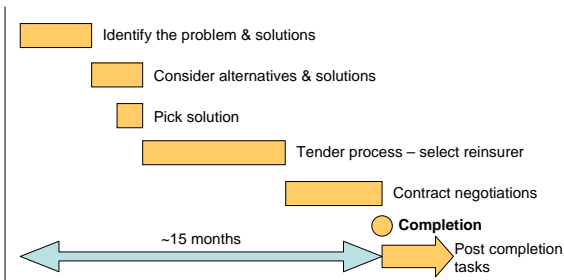 Identify the problem & solutions
Consider alternatives & solutions
Pick solution
Tender process – select reinsurer
Contract negotiations
Completion
~15 months
Post completion
tasks